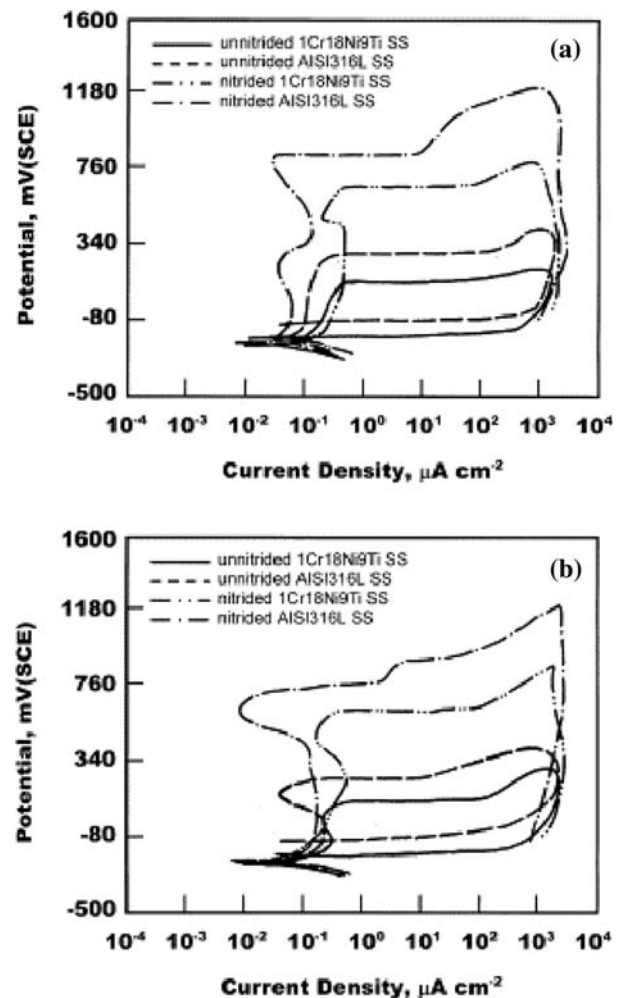 1600
(a)
unnitrided 1Cr18Ni9Ti SS
unnitrided AISI316L SS
nitrided 1Cr18Ni9Ti SS
nitrided AISI316L SS
1180
760
340
-80
-500
Potential, mV(SCE)
10-4 10-3 10-2 10-1 100 101 102 103 104
Current Density, μA cm-2
1600
(b)
unnitrided 1Cr18Ni9Ti SS
unnitrided AISI316L SS
nitrided 1Cr18Ni9Ti SS
nitrided AISI316L SS
1180
760
340
-80
-500
Potential, mV(SCE)
10-4 10-3 10-2 10-1 100 101 102 103 104
Current Density, μA cm-2